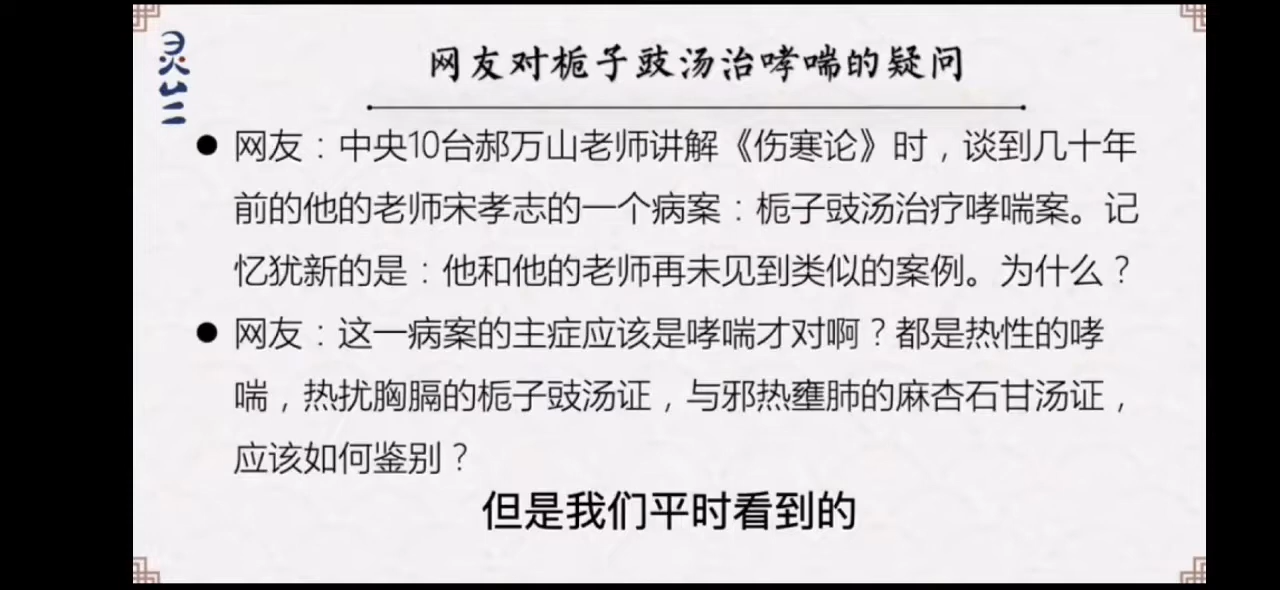 灵兰
网友对栀子豉汤治哮喘的疑问
● 网友：中央10台郝万山老师讲解《伤寒论》时，谈到几十年
前的他的老师宋孝志的一个病案：栀子豉汤治疗哮喘案。记
忆犹新的是：他和他的老师再未见到类似的案例。为什么？
● 网友：这一病案的主症应该是哮喘才对啊？都是热性的哮
喘，热扰胸膈的栀子豉汤证，与邪热壅肺的麻杏石甘汤证，
应该如何鉴别？
但是我们平时看到的